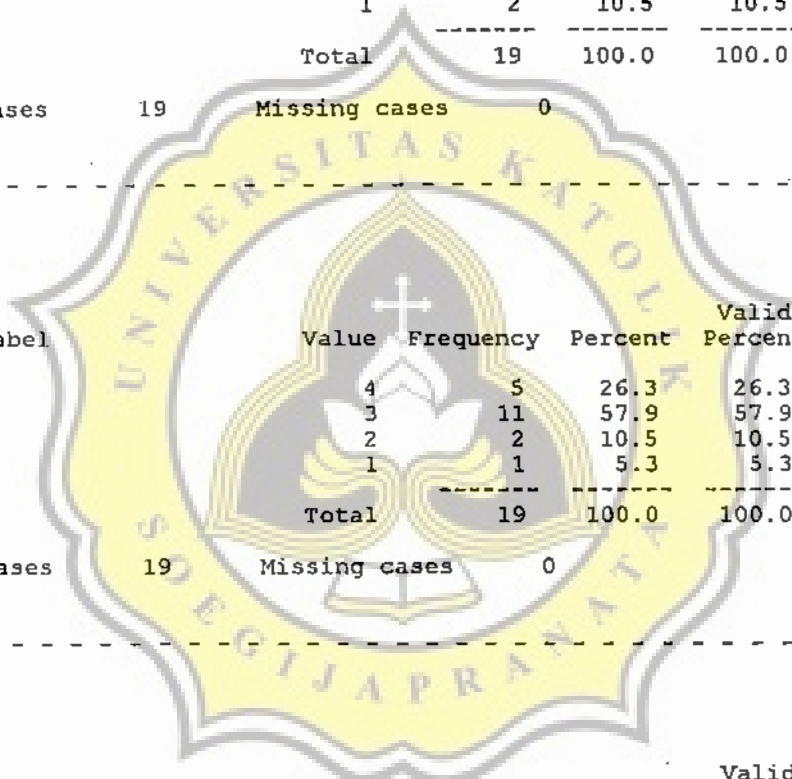 1 2 10.5 10.5
Total 19 100.0 100.0
ases 19 Missing cases 0
UNIVERSITAS KATOLIK
Valid
abel Value Frequency Percent Percen
4 5 26.3 26.3
3 11 57.9 57.9
2 2 10.5 10.5
1 1 5.3 5.3
Total 19 100.0 100.0
ases 19 Missing cases 0
SOEGIJAPRANATA
Valid